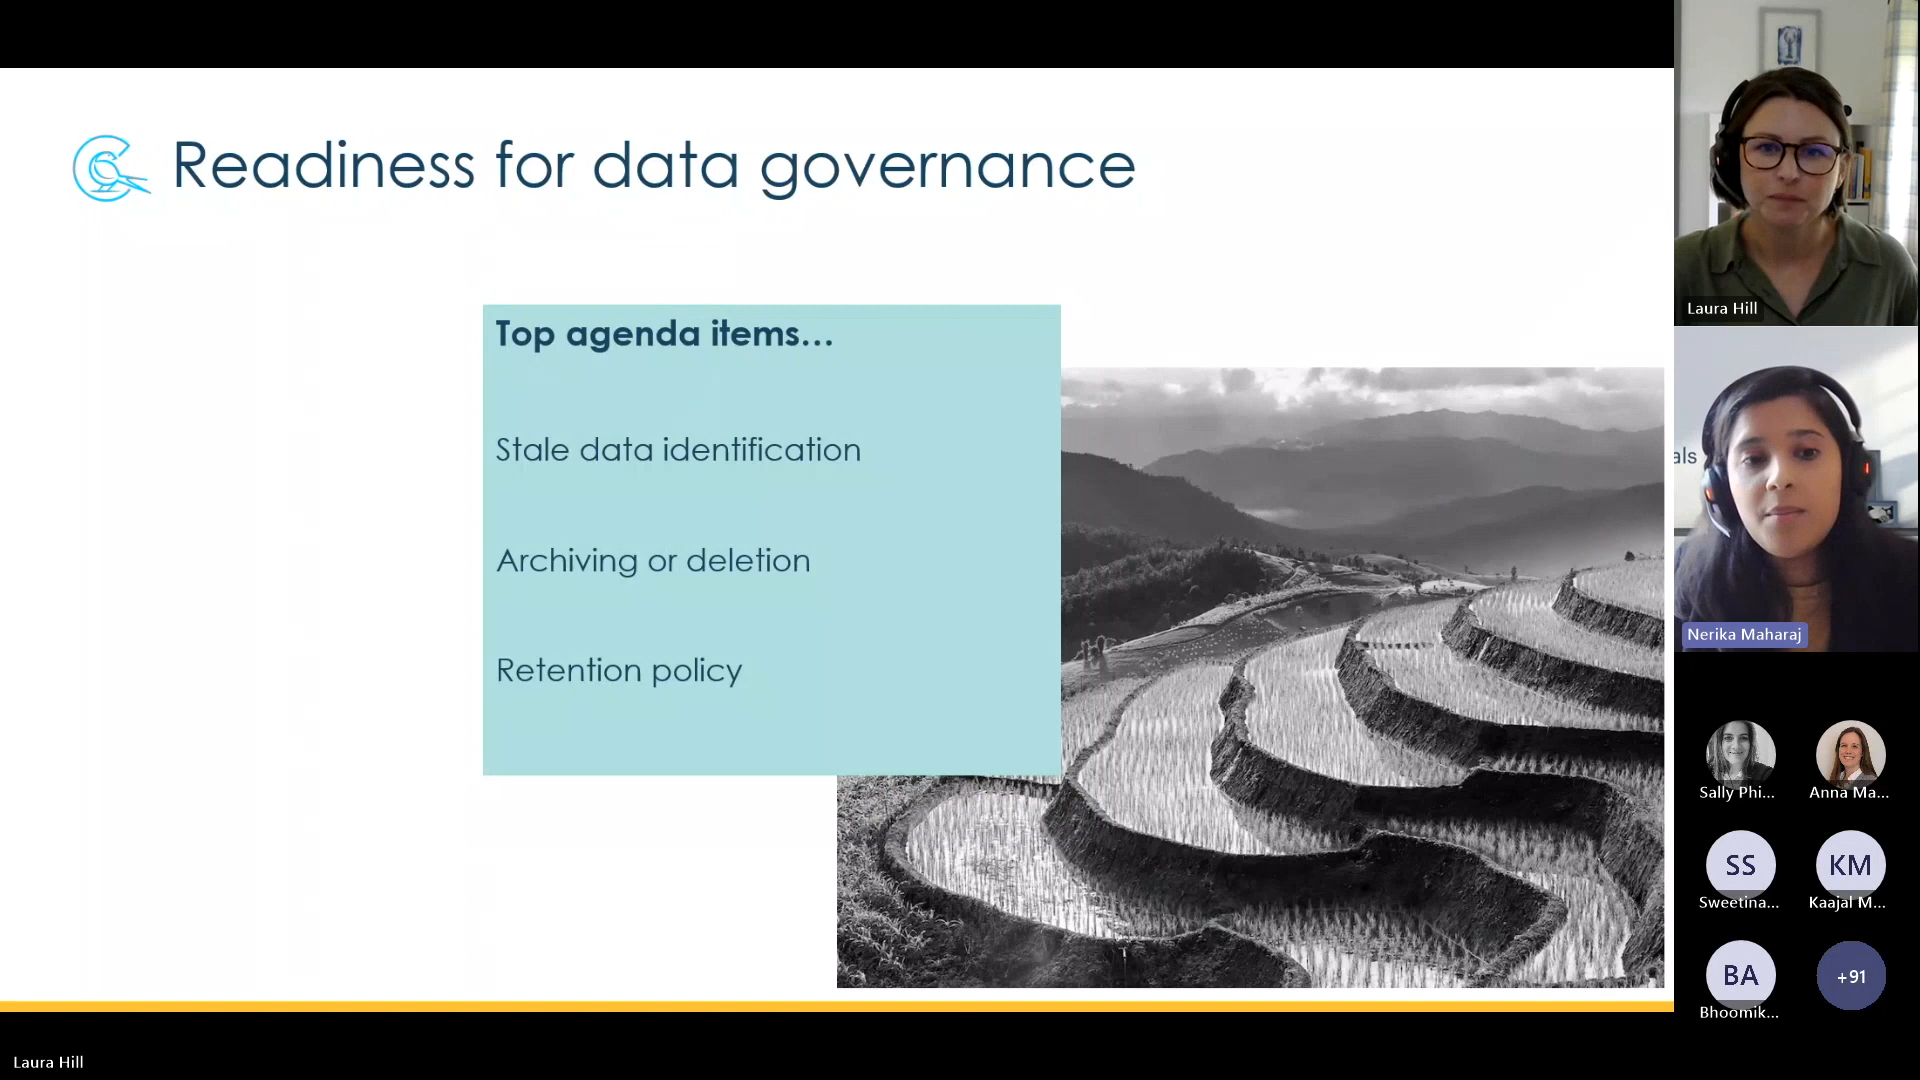 Readiness for data governance
Top agenda items...
Stale data identification
Archiving or deletion
Retention policy
Laura Hill
als
Nerika Maharaj
Sally Phi...
Anna Ma...
SS
KM
Sweetina...
Kaajal M...
BA
+91
Bhoomik...
Laura Hill